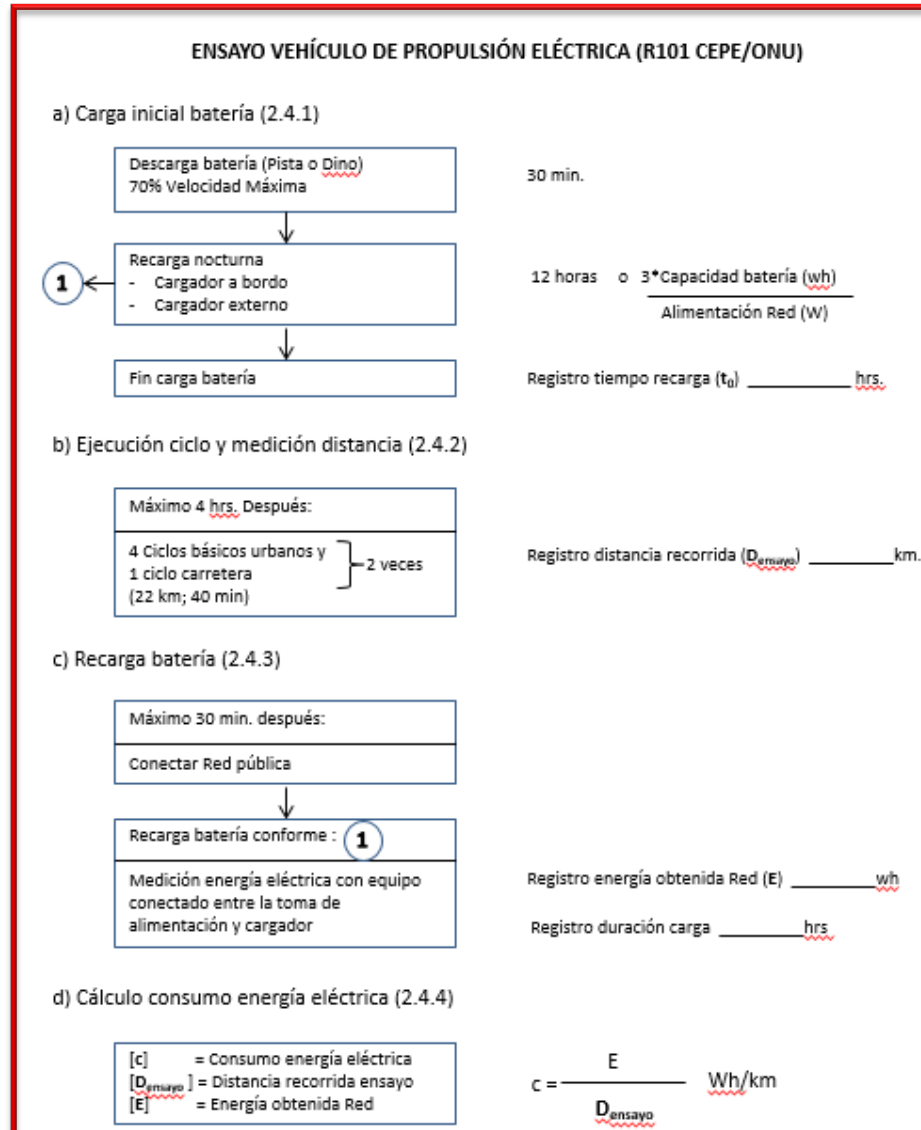 ENSAYO VEHÍCULO DE PROPULSIÓN ELÉCTRICA (R101 CEPE/ONU)
a) Carga inicial batería (2.4.1)
Descarga batería (Pista o Dino)
70% Velocidad Máxima
30 min.
Recarga nocturna
- Cargador a bordo
- Cargador externo
1
12 horas o 3*Capacidad batería (wh)
Alimentación Red (W)
Fin carga batería
Registro tiempo recarga (t₀) __________ hrs.
b) Ejecución ciclo y medición distancia (2.4.2)
Máximo 4 hrs. Después:
4 Ciclos básicos urbanos y
1 ciclo carretera
(22 km; 40 min)
2 veces
Registro distancia recorrida (Densayo) ________km.
c) Recarga batería (2.4.3)
Máximo 30 min. después:
Conectar Red pública
Recarga batería conforme : 1
Medición energía eléctrica con equipo
conectado entre la toma de
alimentación y cargador
Registro energía obtenida Red (E) ________wh
Registro duración carga ________hrs
d) Cálculo consumo energía eléctrica (2.4.4)
[c] = Consumo energía eléctrica
[Densayo ] = Distancia recorrida ensayo
[E] = Energía obtenida Red
E
c = Wh/km
Densayo